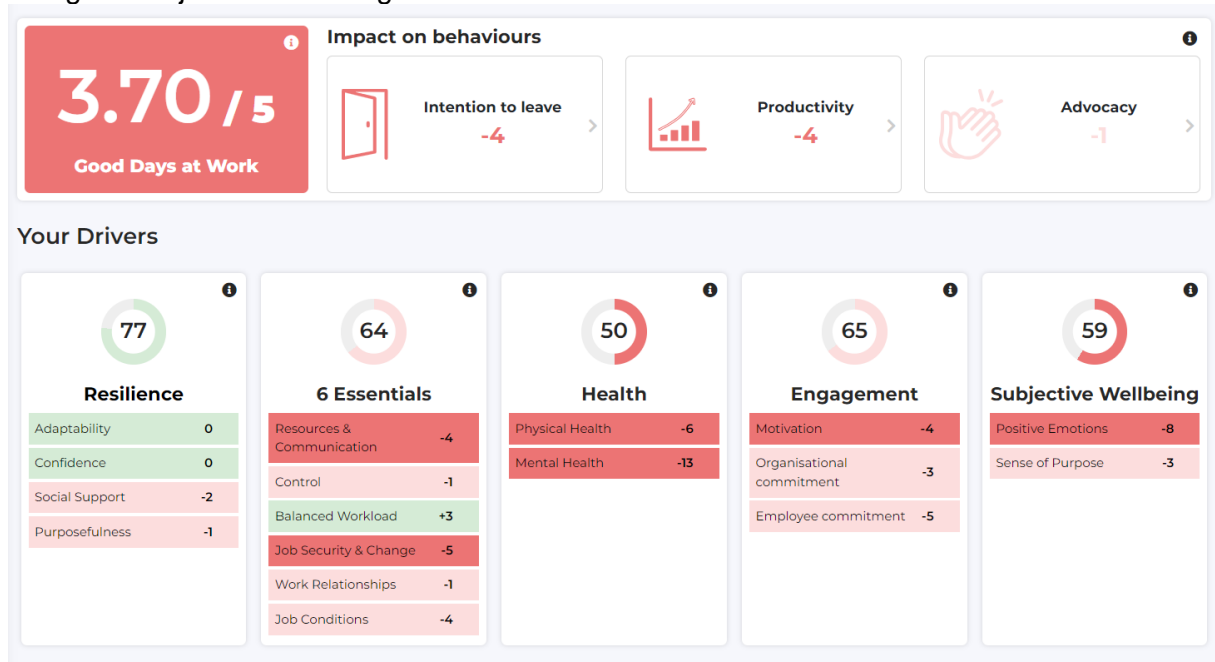 3.70 / 5
Good Days at Work
Impact on behaviours
Intention to leave
-4
Productivity
-4
Advocacy
-1
Your Drivers
77
Resilience
Adaptability 0
Confidence 0
Social Support -2
Purposefulness -1
64
6 Essentials
Resources &
Communication -4
Control -1
Balanced Workload +3
Job Security & Change -5
Work Relationships -1
Job Conditions -4
50
Health
Physical Health -6
Mental Health -13
65
Engagement
Motivation -4
Organisational
commitment -3
Employee commitment -5
59
Subjective Wellbeing
Positive Emotions -8
Sense of Purpose -3